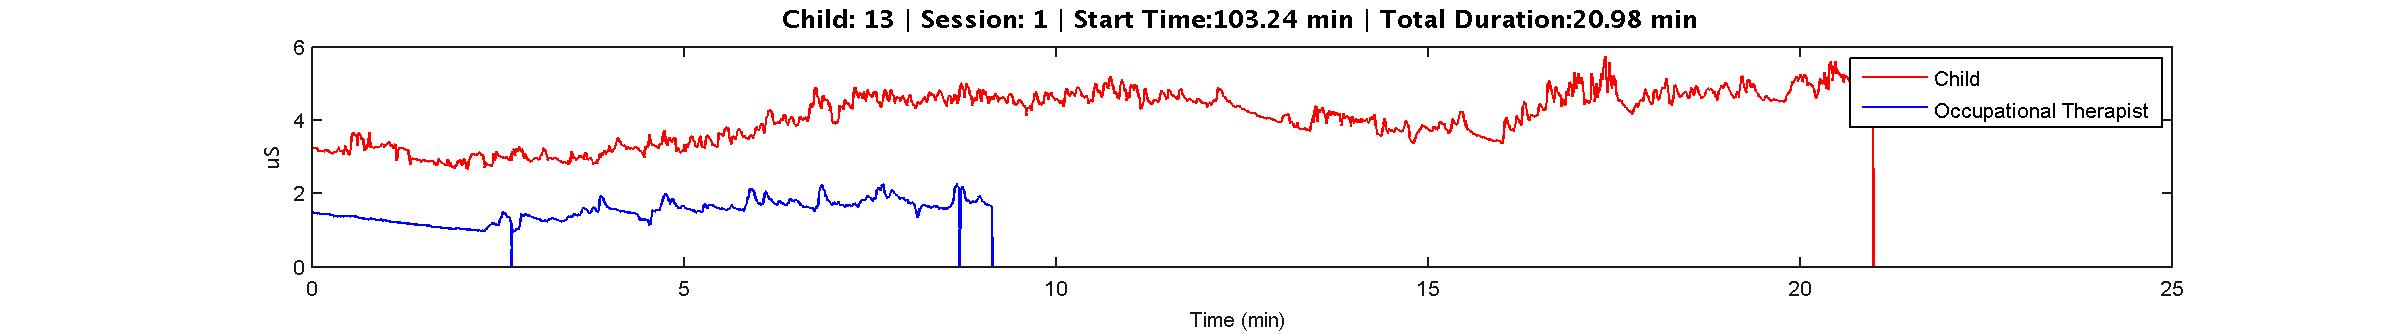 Child: 13 | Session: 1 | Start Time:103.24 min | Total Duration:20.98 min
6
4
2
0
uS
0 5 10 15 20 25
Time (min)
Child
Occupational Therapist